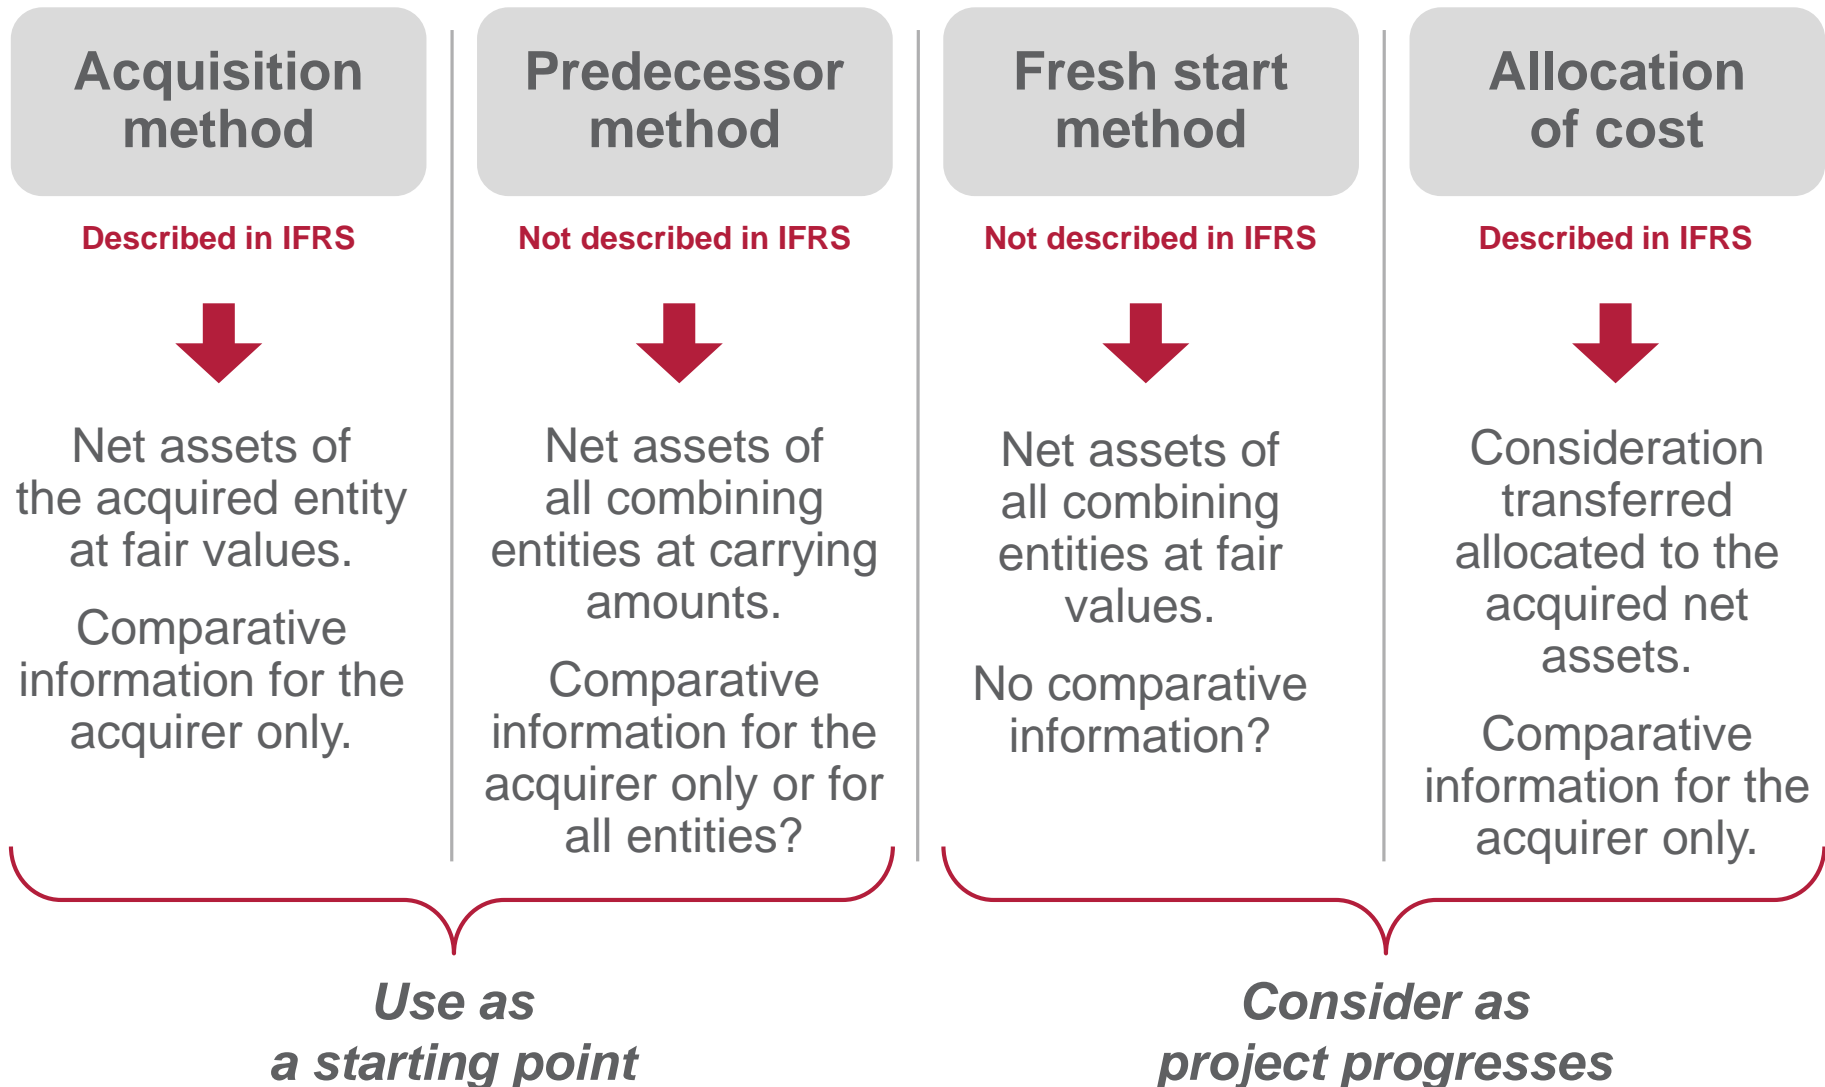 Acquisition
method
Described in IFRS
Net assets of
the acquired entity
at fair values.
Comparative
information for the
acquirer only.
Predecessor
method
Not described in IFRS
Net assets of
all combining
entities at carrying
amounts.
Comparative
information for the
acquirer only or for
all entities?
Use as
a starting point
Fresh start
method
Not described in IFRS
Net assets of
all combining
entities at fair
values.
No comparative
information?
Allocation
of cost
Described in IFRS
Consideration
transferred
allocated to the
acquired net
assets.
Comparative
information for the
acquirer only.
Consider as
project progresses